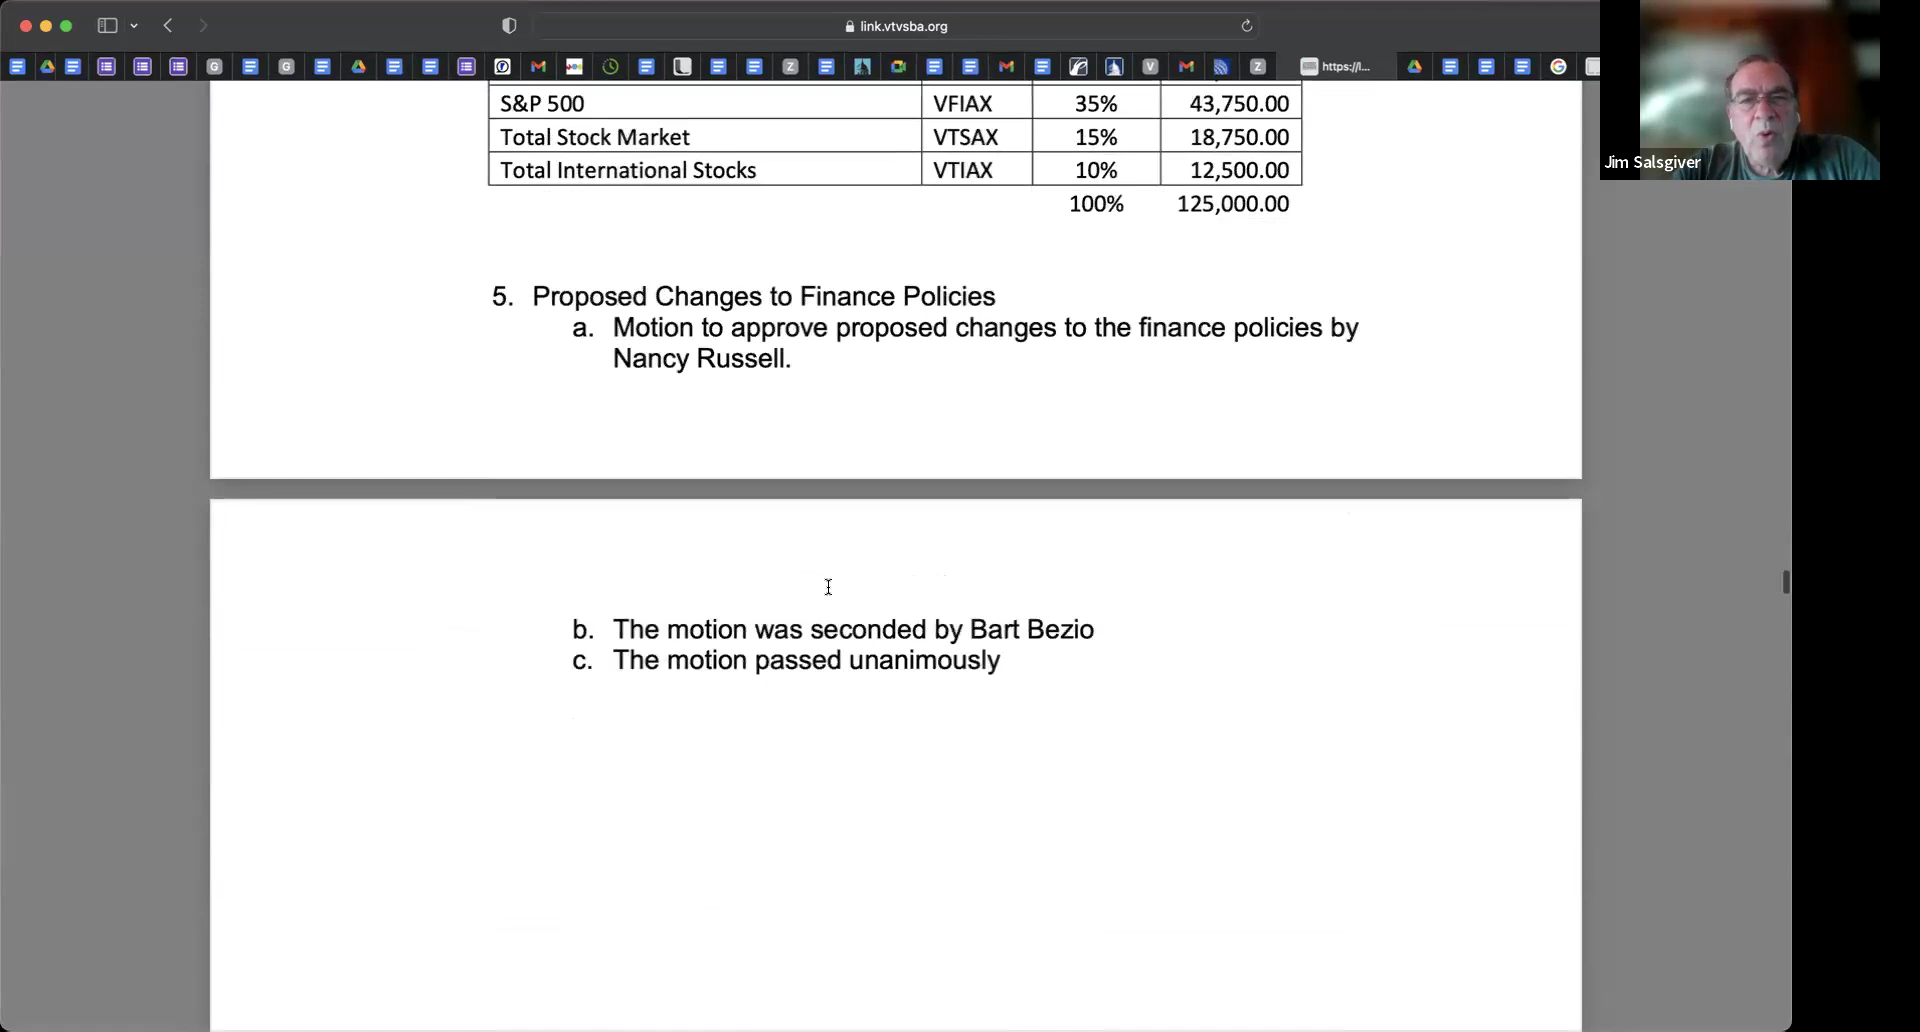 link.vtvsba.org
https://l...
Jim Salsgiver
S&P 500 VFIAX 35% 43,750.00
Total Stock Market VTSAX 15% 18,750.00
Total International Stocks VTIAX 10% 12,500.00
100% 125,000.00
5. Proposed Changes to Finance Policies
a. Motion to approve proposed changes to the finance policies by
Nancy Russell.
b. The motion was seconded by Bart Bezio
c. The motion passed unanimously